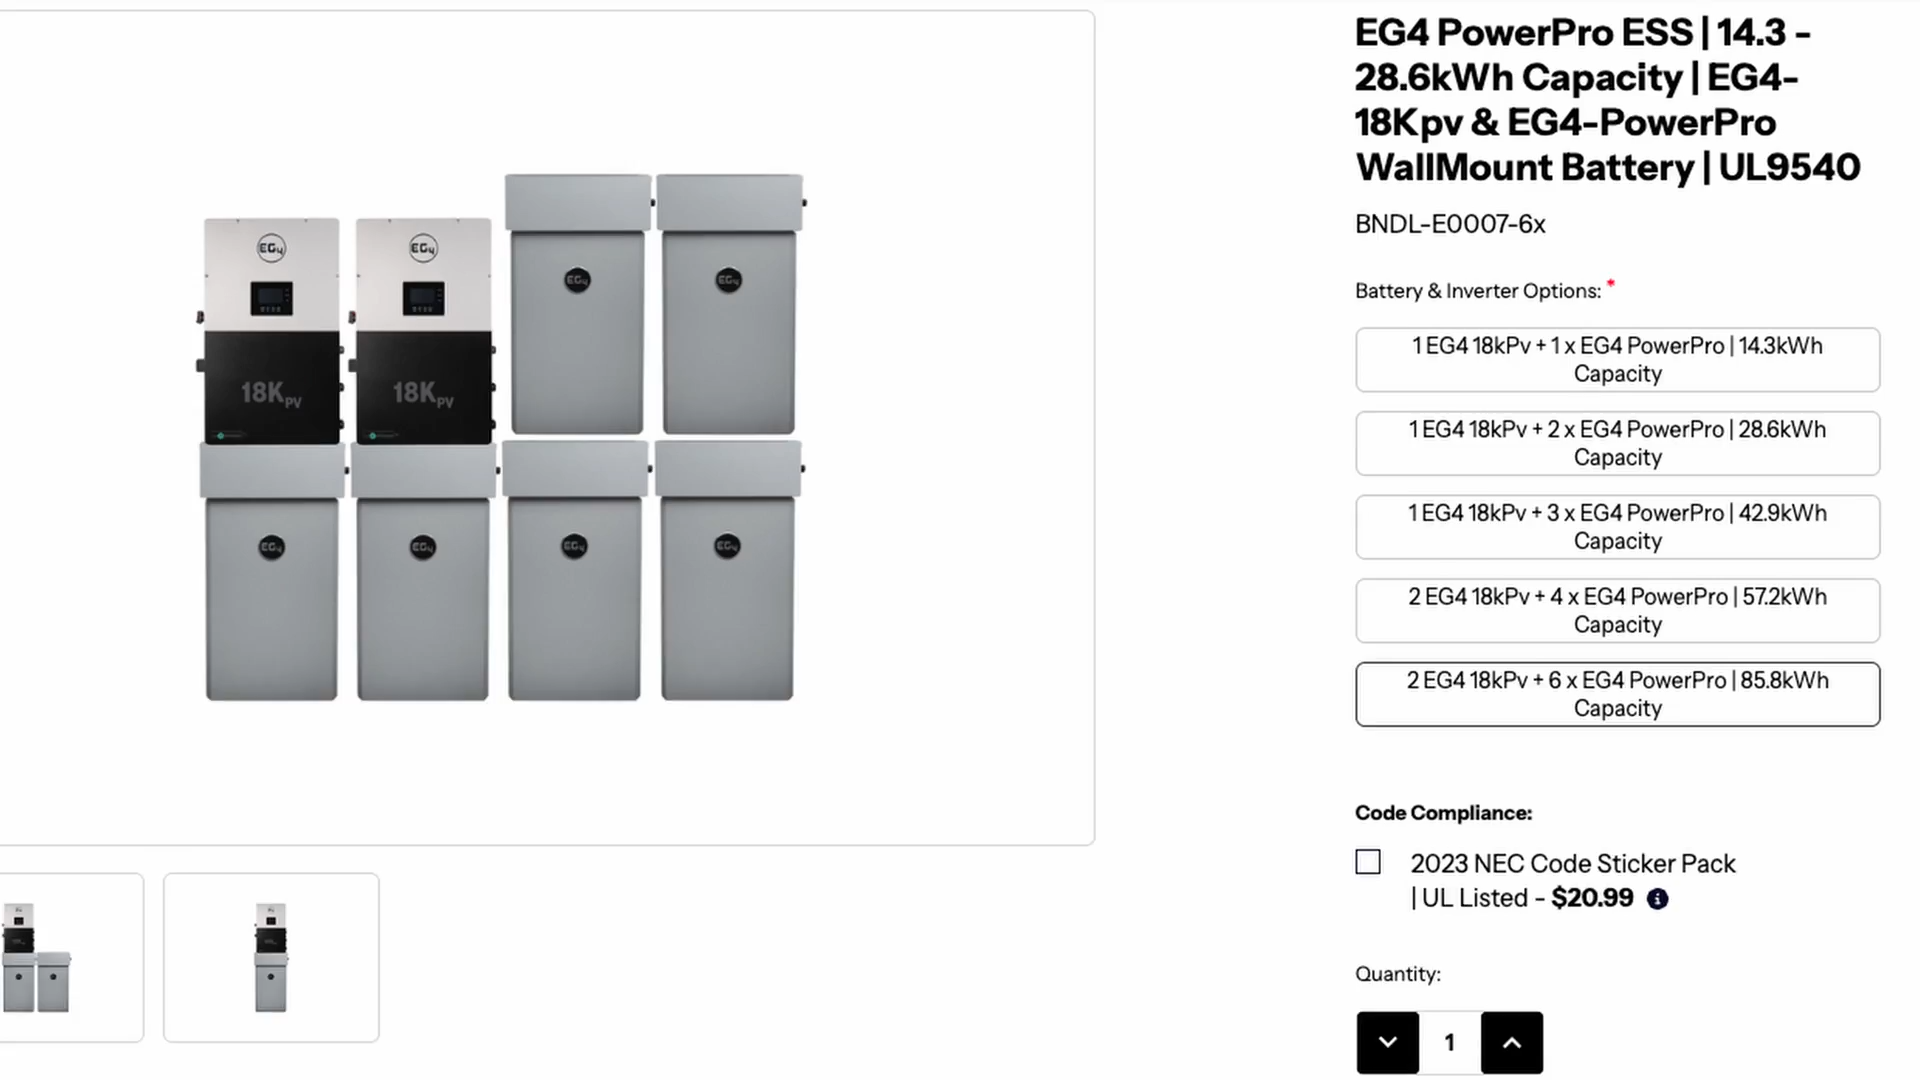 EG4 PowerPro ESS | 14.3 -
28.6kWh Capacity | EG4-
18Kpv & EG4-PowerPro
WallMount Battery | UL9540
BNDL-E0007-6x
Battery & Inverter Options: *
1 EG4 18kPv + 1 x EG4 PowerPro | 14.3kWh
Capacity
1 EG4 18kPv + 2 x EG4 PowerPro | 28.6kWh
Capacity
1 EG4 18kPv + 3 x EG4 PowerPro | 42.9kWh
Capacity
2 EG4 18kPv + 4 x EG4 PowerPro | 57.2kWh
Capacity
2 EG4 18kPv + 6 x EG4 PowerPro | 85.8kWh
Capacity
Code Compliance:
2023 NEC Code Sticker Pack
| UL Listed - $20.99
Quantity:
1
EG4
EG4
EG4
EG4
18KPV
18KPV
EG4
EG4
EG4
EG4